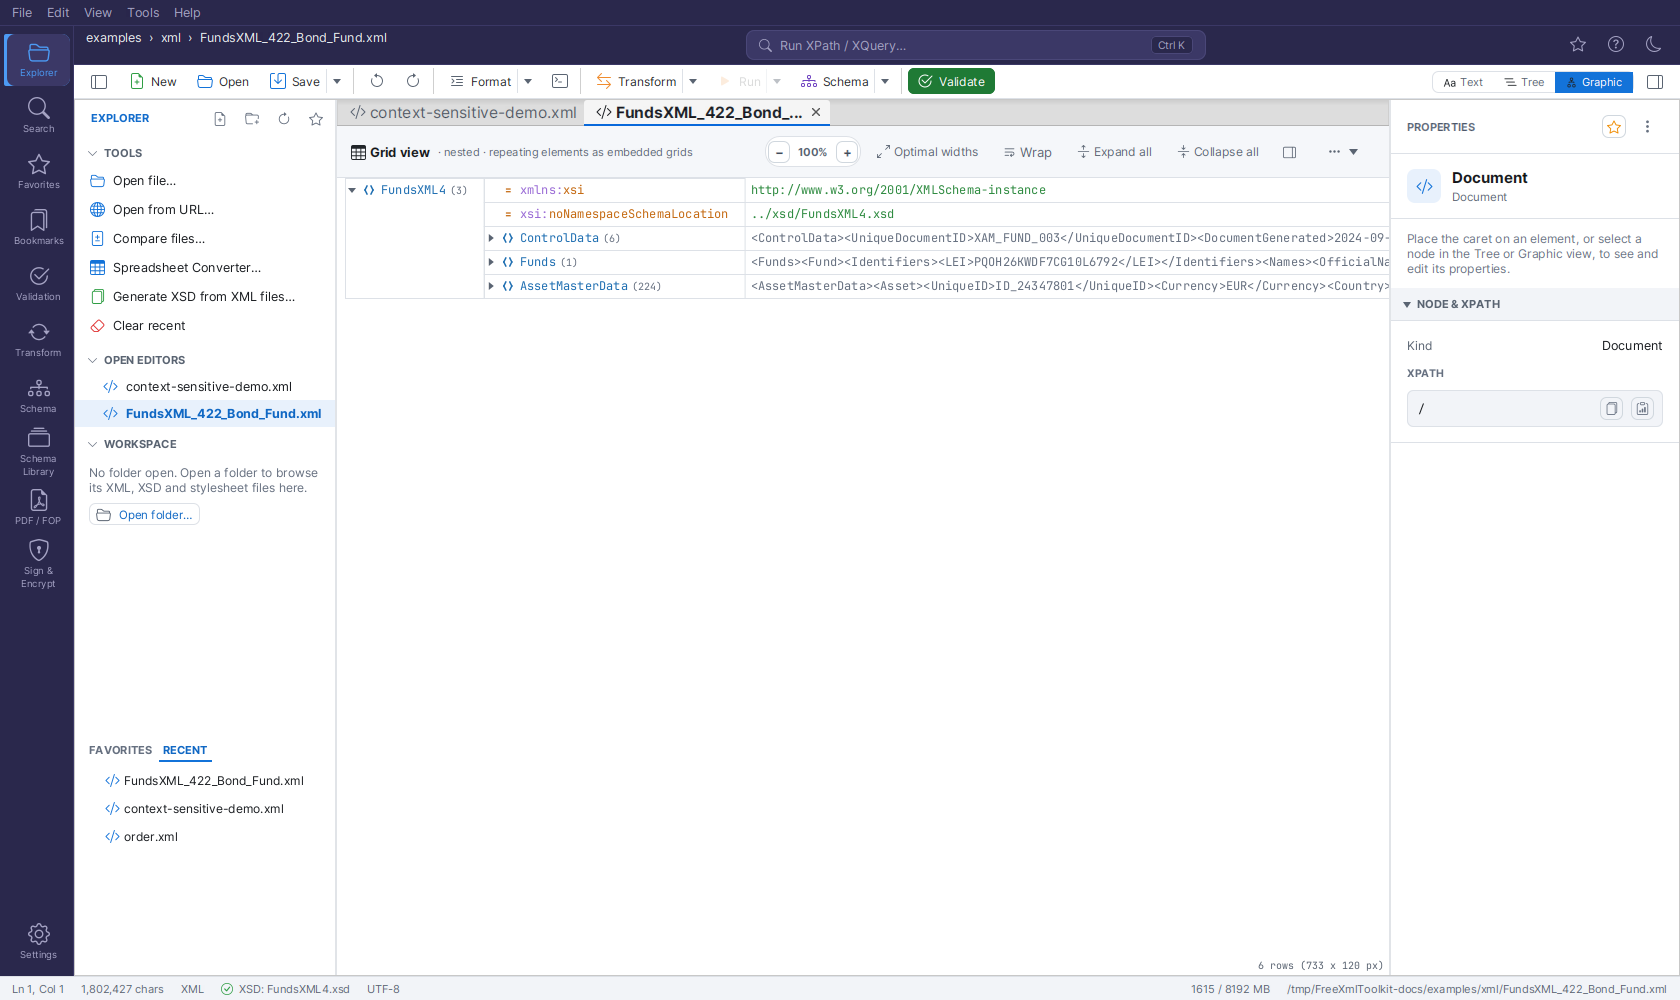 File Edit View Tools Help
examples › xml › FundsXML_422_Bond_Fund.xml
Run XPath / XQuery... Ctrl K
New Open Save Format Transform Run Schema Validate Text Tree Graphic
Explorer
Search
Favorites
Bookmarks
Validation
Transform
Schema
Schema
Library
PDF / FOP
Sign &
Encrypt
Settings
EXPLORER
TOOLS
Open file...
Open from URL...
Compare files...
Spreadsheet Converter...
Generate XSD from XML files...
Clear recent
OPEN EDITORS
context-sensitive-demo.xml
FundsXML_422_Bond_Fund.xml
WORKSPACE
No folder open. Open a folder to browse
its XML, XSD and stylesheet files here.
Open folder...
FAVORITES RECENT
FundsXML_422_Bond_Fund.xml
context-sensitive-demo.xml
order.xml
context-sensitive-demo.xml FundsXML_422_Bond_...
Grid view · nested · repeating elements as embedded grids 100% Optimal widths Wrap Expand all Collapse all
FundsXML4 (3) = xmlns:xsi http://www.w3.org/2001/XMLSchema-instance
= xsi:noNamespaceSchemaLocation ../xsd/FundsXML4.xsd
ControlData (6) <ControlData><UniqueDocumentID>XAM_FUND_003</UniqueDocumentID><DocumentGenerated>2024-09-
Funds (1) <Funds><Fund><Identifiers><LEI>PQOH26KWDF7CG10L6792</LEI></Identifiers><Names><OfficialNa
AssetMasterData (224) <AssetMasterData><Asset><UniqueID>ID_24347801</UniqueID><Currency>EUR</Currency><Country>
6 rows (733 x 120 px)
PROPERTIES
Document
Document
Place the caret on an element, or select a
node in the Tree or Graphic view, to see and
edit its properties.
NODE & XPATH
Kind Document
XPATH
/
Ln 1, Col 1 1,802,427 chars XML XSD: FundsXML4.xsd UTF-8 1615 / 8192 MB /tmp/FreeXmlToolkit-docs/examples/xml/FundsXML_422_Bond_Fund.xml